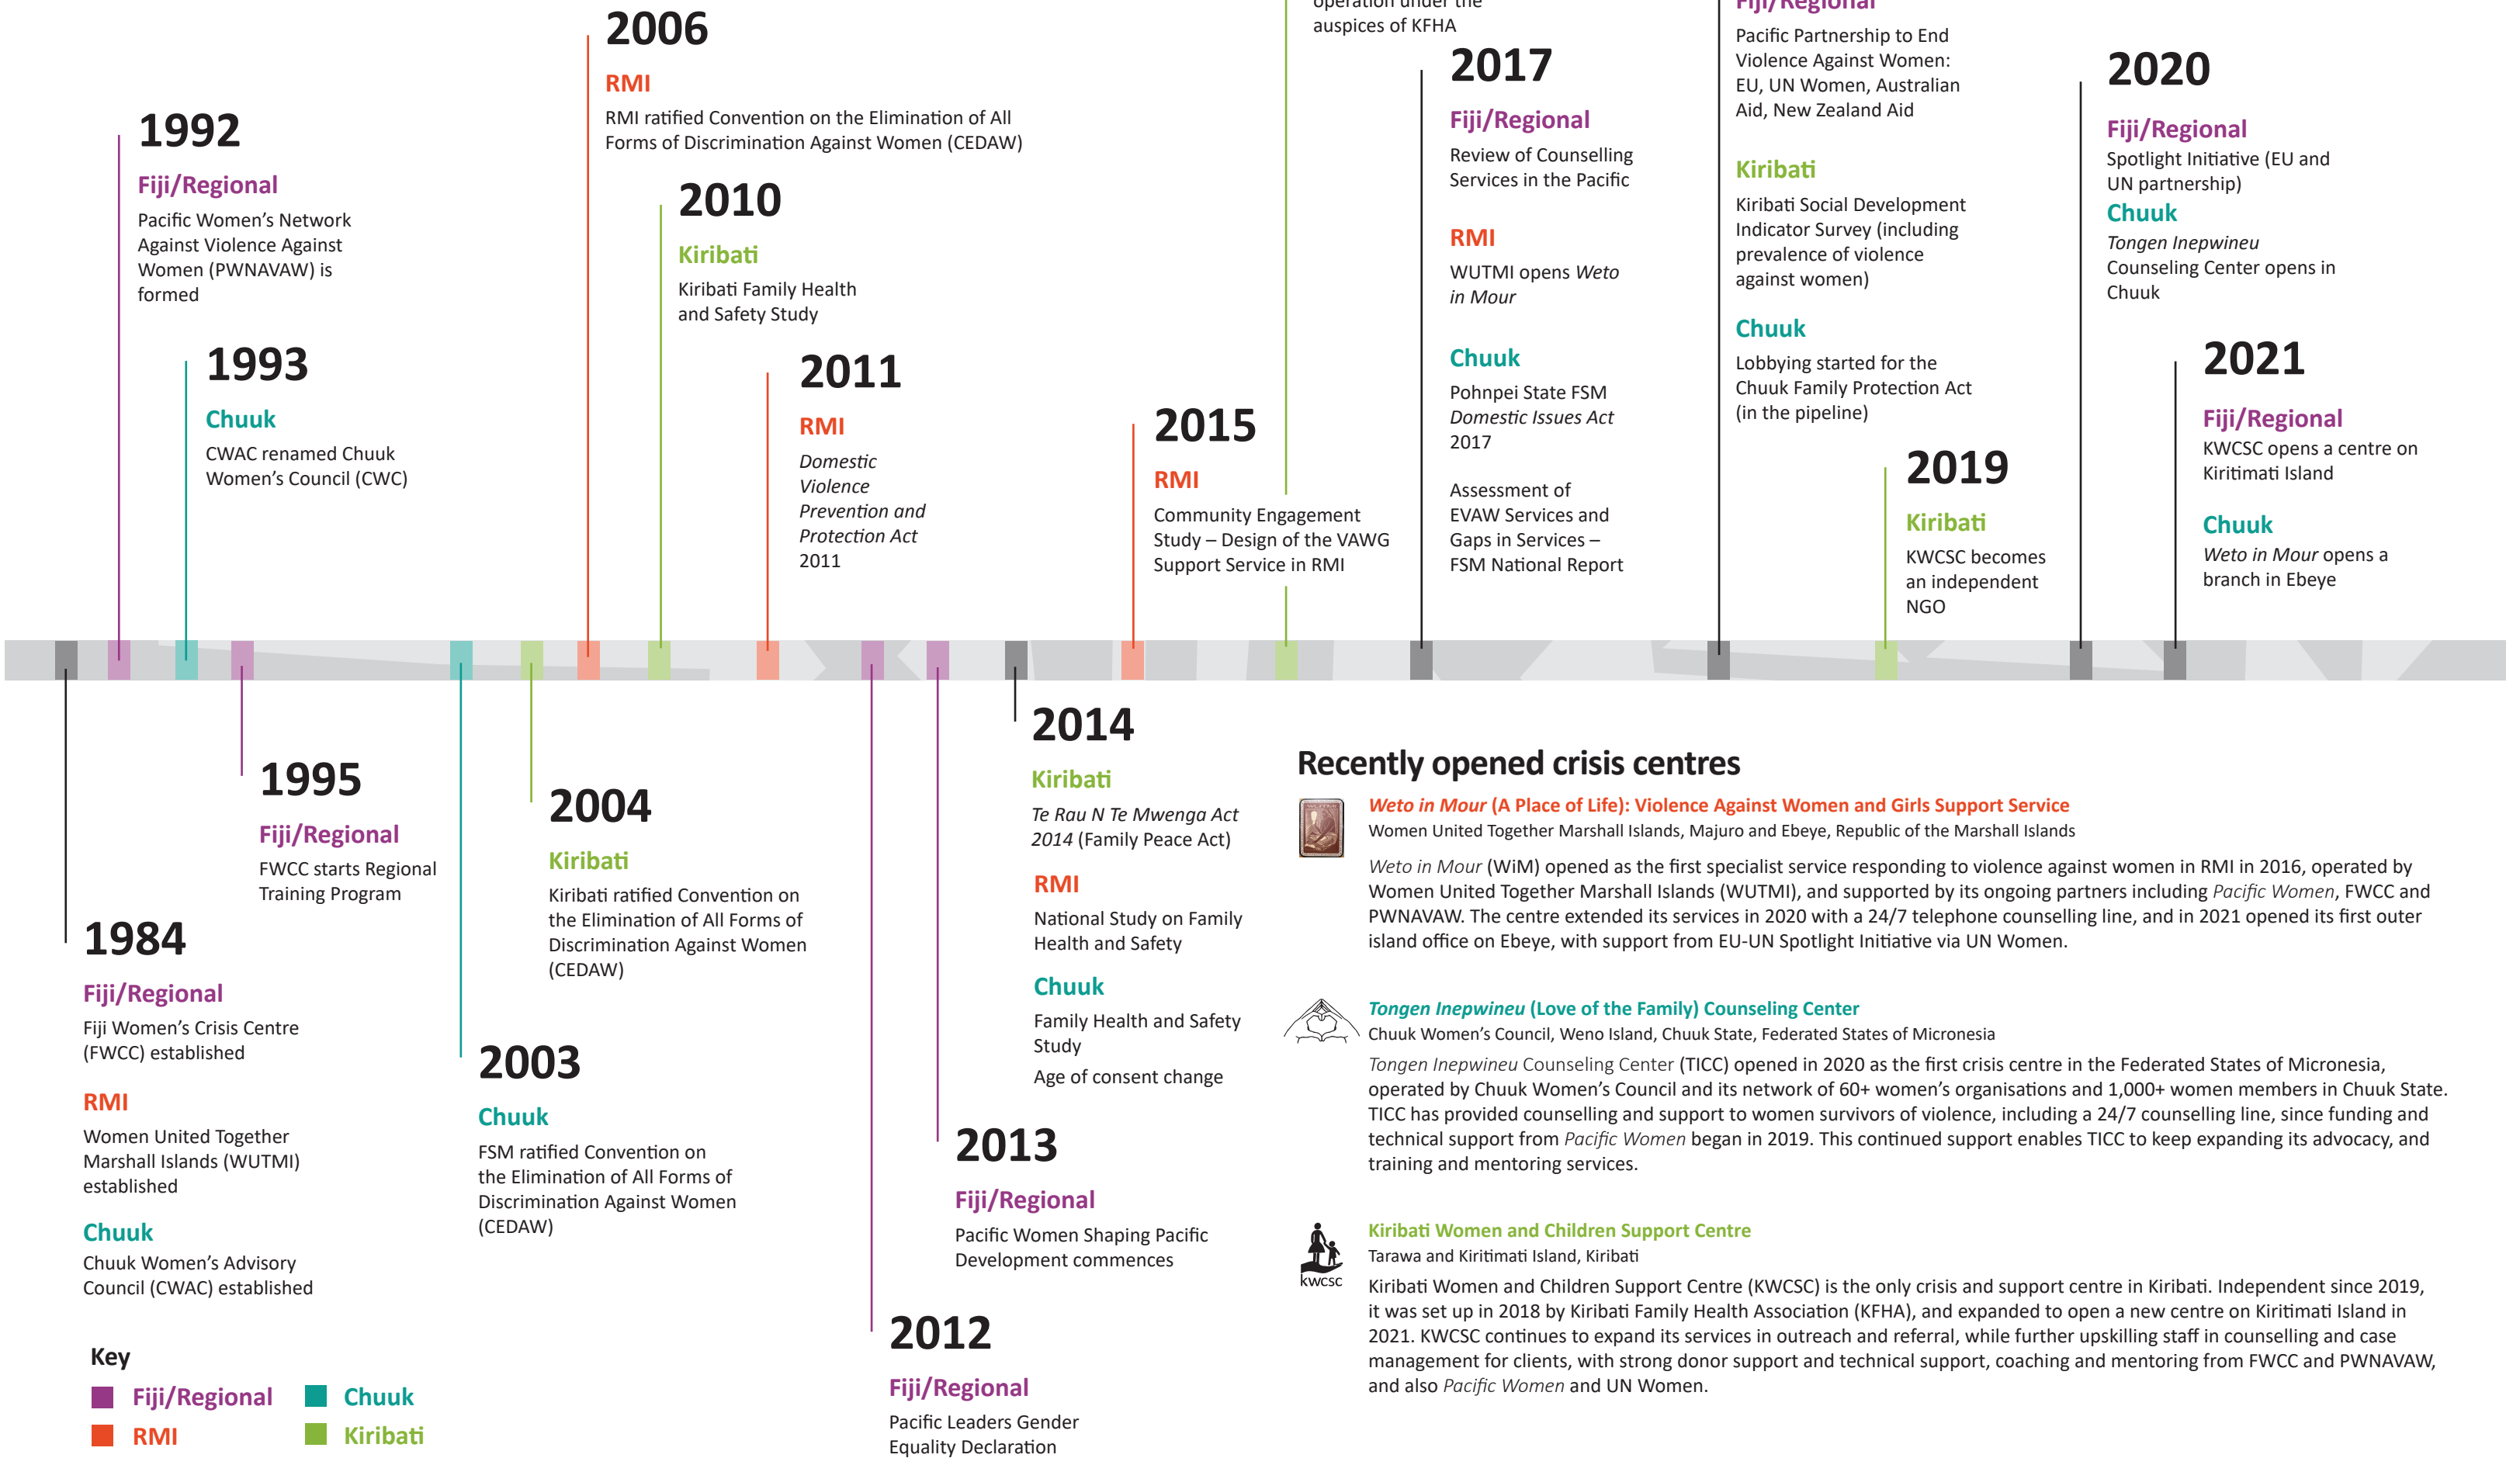 operation under the
auspices of KFHA
Fiji/Regional
Pacific Partnership to End
Violence Against Women:
EU, UN Women, Australian
Aid, New Zealand Aid
Kiribati
Kiribati Social Development
Indicator Survey (including
prevalence of violence
against women)
Chuuk
Lobbying started for the
Chuuk Family Protection Act
(in the pipeline)
2006
RMI
RMI ratified Convention on the Elimination of All
Forms of Discrimination Against Women (CEDAW)
2017
Fiji/Regional
Review of Counselling
Services in the Pacific
RMI
WUTMI opens Weto
in Mour
Chuuk
Pohnpei State FSM
Domestic Issues Act
2017
Assessment of
EVAW Services and
Gaps in Services –
FSM National Report
2020
Fiji/Regional
Spotlight Initiative (EU and
UN partnership)
Chuuk
Tongen Inepwineu
Counseling Center opens in
Chuuk
1992
Fiji/Regional
Pacific Women's Network
Against Violence Against
Women (PWNAVAW) is
formed
2010
Kiribati
Kiribati Family Health
and Safety Study
1993
Chuuk
CWAC renamed Chuuk
Women's Council (CWC)
2011
RMI
Domestic
Violence
Prevention and
Protection Act
2011
2015
RMI
Community Engagement
Study – Design of the VAWG
Support Service in RMI
2019
Kiribati
KWCSC becomes
an independent
NGO
2021
Fiji/Regional
KWCSC opens a centre on
Kiritimati Island
Chuuk
Weto in Mour opens a
branch in Ebeye
1984
Fiji/Regional
Fiji Women's Crisis Centre
(FWCC) established
RMI
Women United Together
Marshall Islands (WUTMI)
established
Chuuk
Chuuk Women's Advisory
Council (CWAC) established
1995
Fiji/Regional
FWCC starts Regional
Training Program
2003
Chuuk
FSM ratified Convention on
the Elimination of All Forms of
Discrimination Against Women
(CEDAW)
2004
Kiribati
Kiribati ratified Convention on
the Elimination of All Forms of
Discrimination Against Women
(CEDAW)
2012
Fiji/Regional
Pacific Leaders Gender
Equality Declaration
2013
Fiji/Regional
Pacific Women Shaping Pacific
Development commences
2014
Kiribati
Te Rau N Te Mwenga Act
2014 (Family Peace Act)
RMI
National Study on Family
Health and Safety
Chuuk
Family Health and Safety
Study
Age of consent change
Key
Fiji/Regional
Chuuk
RMI
Kiribati
Recently opened crisis centres
Weto in Mour (A Place of Life): Violence Against Women and Girls Support Service
Women United Together Marshall Islands, Majuro and Ebeye, Republic of the Marshall Islands
Weto in Mour (WiM) opened as the first specialist service responding to violence against women in RMI in 2016, operated by
Women United Together Marshall Islands (WUTMI), and supported by its ongoing partners including Pacific Women, FWCC and
PWNAVAW. The centre extended its services in 2020 with a 24/7 telephone counselling line, and in 2021 opened its first outer
island office on Ebeye, with support from EU-UN Spotlight Initiative via UN Women.
Tongen Inepwineu (Love of the Family) Counseling Center
Chuuk Women's Council, Weno Island, Chuuk State, Federated States of Micronesia
Tongen Inepwineu Counseling Center (TICC) opened in 2020 as the first crisis centre in the Federated States of Micronesia,
operated by Chuuk Women's Council and its network of 60+ women's organisations and 1,000+ women members in Chuuk State.
TICC has provided counselling and support to women survivors of violence, including a 24/7 counselling line, since funding and
technical support from Pacific Women began in 2019. This continued support enables TICC to keep expanding its advocacy, and
training and mentoring services.
kwcsc
Kiribati Women and Children Support Centre
Tarawa and Kiritimati Island, Kiribati
Kiribati Women and Children Support Centre (KWCSC) is the only crisis and support centre in Kiribati. Independent since 2019,
it was set up in 2018 by Kiribati Family Health Association (KFHA), and expanded to open a new centre on Kiritimati Island in
2021. KWCSC continues to expand its services in outreach and referral, while further upskilling staff in counselling and case
management for clients, with strong donor support and technical support, coaching and mentoring from FWCC and PWNAVAW,
and also Pacific Women and UN Women.